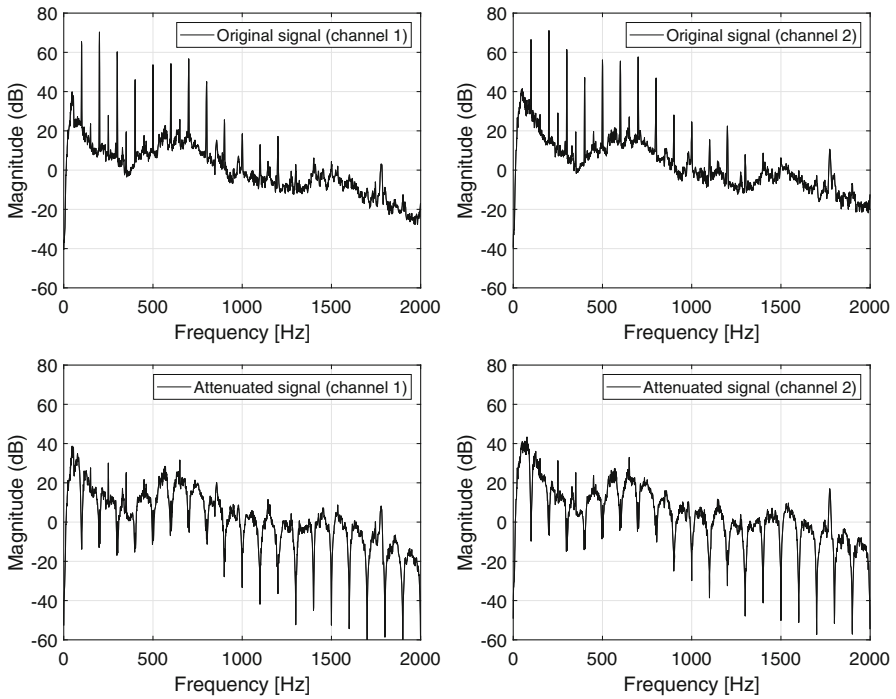 Original signal (channel 1)
80
60
40
20
0
-20
-40
-60
Magnitude (dB)
0 500 1000 1500 2000
Frequency [Hz]
Original signal (channel 2)
80
60
40
20
0
-20
-40
-60
Magnitude (dB)
0 500 1000 1500 2000
Frequency [Hz]
Attenuated signal (channel 1)
80
60
40
20
0
-20
-40
-60
Magnitude (dB)
0 500 1000 1500 2000
Frequency [Hz]
Attenuated signal (channel 2)
80
60
40
20
0
-20
-40
-60
Magnitude (dB)
0 500 1000 1500 2000
Frequency [Hz]